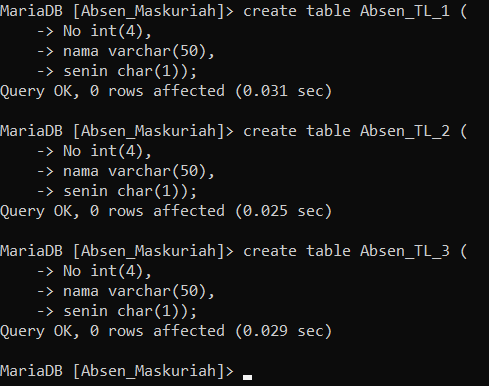 MariaDB [Absen_Maskuriah]> create table Absen_TL_1 (
    -> No int(4),
    -> nama varchar(50),
    -> senin char(1));
Query OK, 0 rows affected (0.031 sec)

MariaDB [Absen_Maskuriah]> create table Absen_TL_2 (
    -> No int(4),
    -> nama varchar(50),
    -> senin char(1));
Query OK, 0 rows affected (0.025 sec)

MariaDB [Absen_Maskuriah]> create table Absen_TL_3 (
    -> No int(4),
    -> nama varchar(50),
    -> senin char(1));
Query OK, 0 rows affected (0.029 sec)

MariaDB [Absen_Maskuriah]>